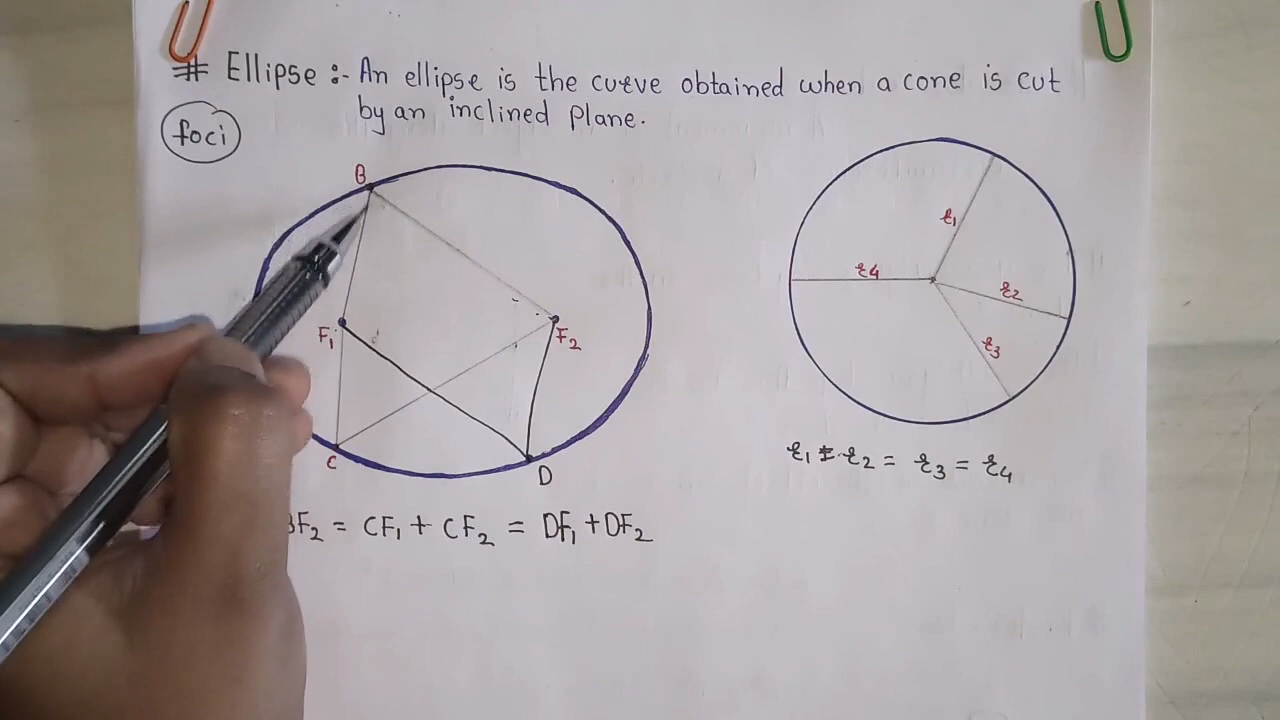 # Ellipse :- An ellipse is the curve obtained when a cone is cut
by an inclined plane.
foci
B
F₁
F₂
C
D
BF₂ = CF₁ + CF₂ = DF₁ + DF₂
r₁
r₂
r₃
r₄
r₁ = r₂ = r₃ = r₄